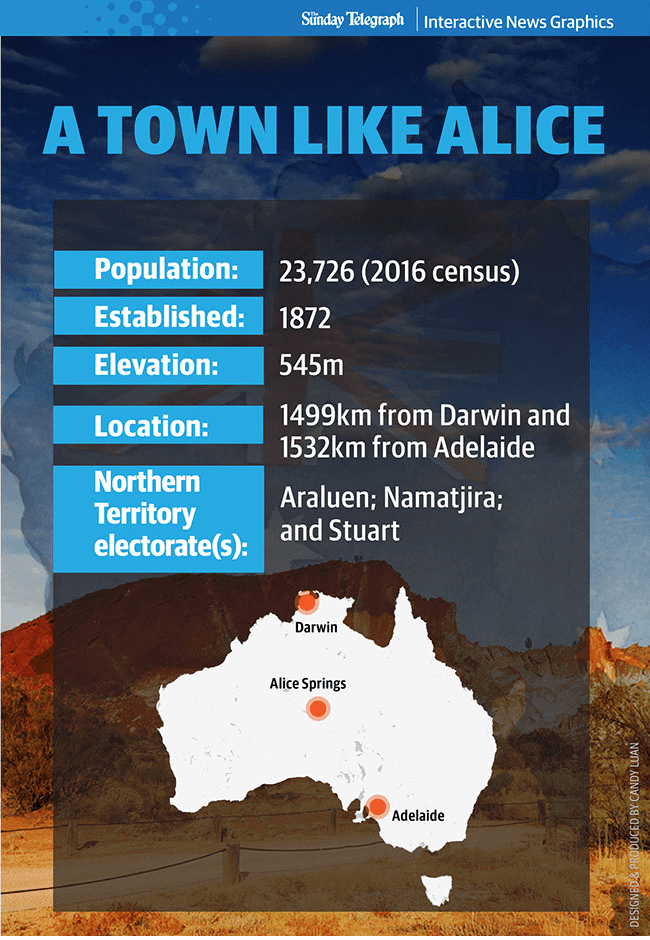 The Sunday Telegraph
Interactive News Graphics
A TOWN LIKE ALICE
Population:
23,726 (2016 census)
Established:
1872
Elevation:
545m
Location:
1499km from Darwin and
1532km from Adelaide
Northern
Territory
electorate(s):
Araluen; Namatjira;
and Stuart
Darwin
Alice Springs
Adelaide
DESIGNED & PRODUCED BY CANDY LUAN